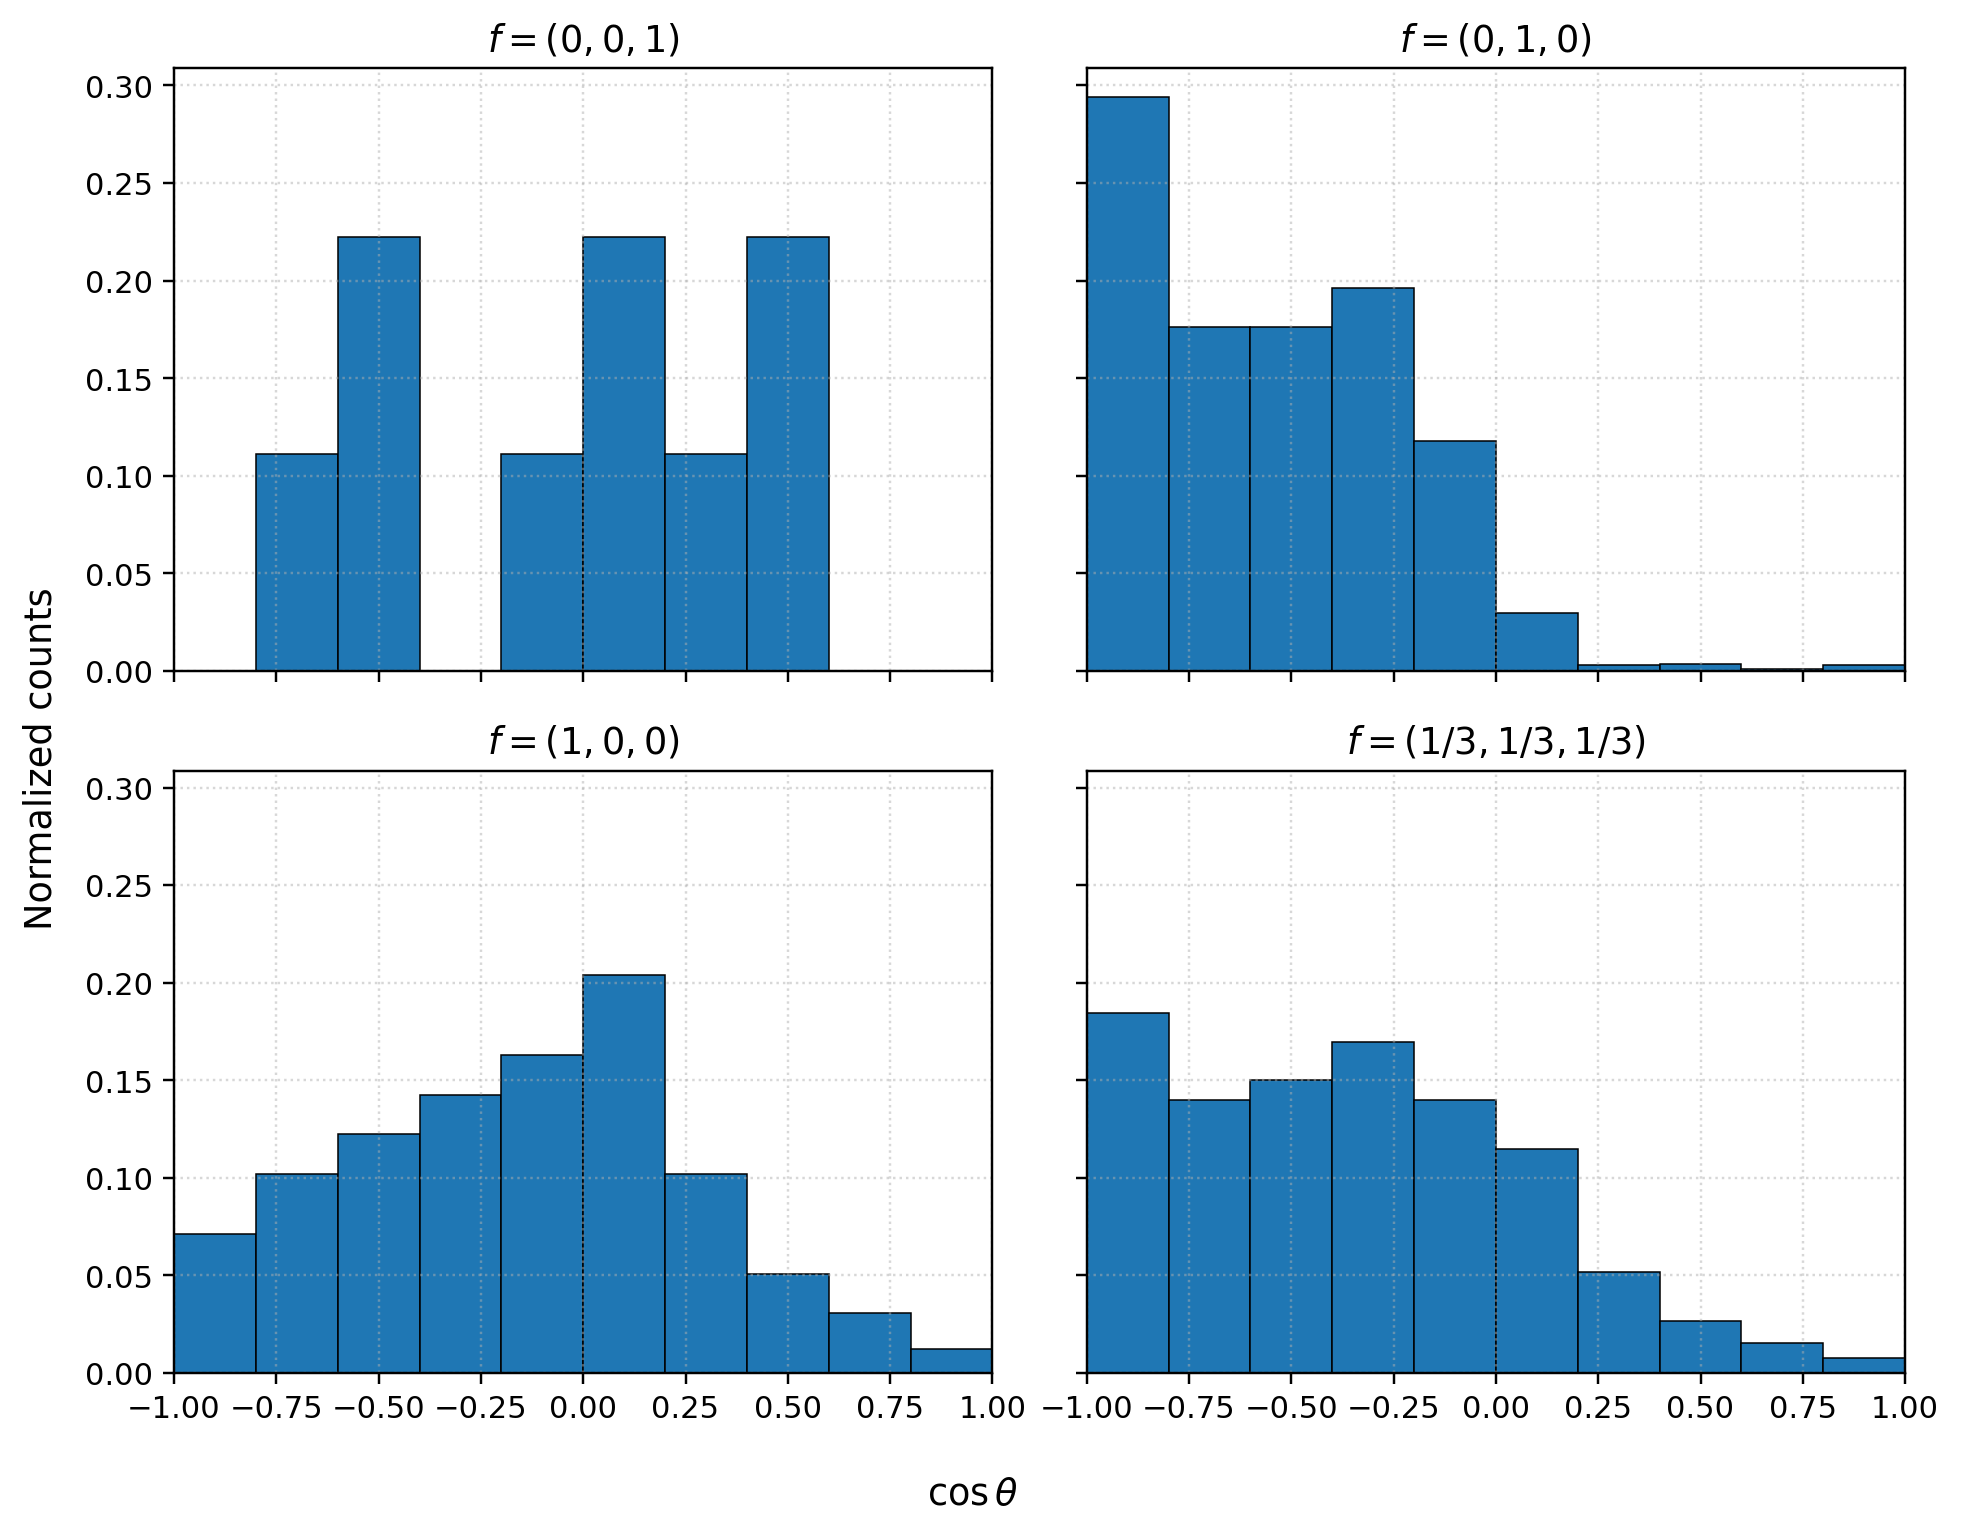 f = (0, 0, 1)
f = (0, 1, 0)
0.30
0.25
0.20
0.15
0.10
0.05
0.00
f = (1, 0, 0)
f = (1/3, 1/3, 1/3)
0.30
0.25
0.20
0.15
0.10
0.05
0.00
−1.00 −0.75 −0.50 −0.25 0.00 0.25 0.50 0.75 1.00
−1.00 −0.75 −0.50 −0.25 0.00 0.25 0.50 0.75 1.00
Normalized counts
cos θ